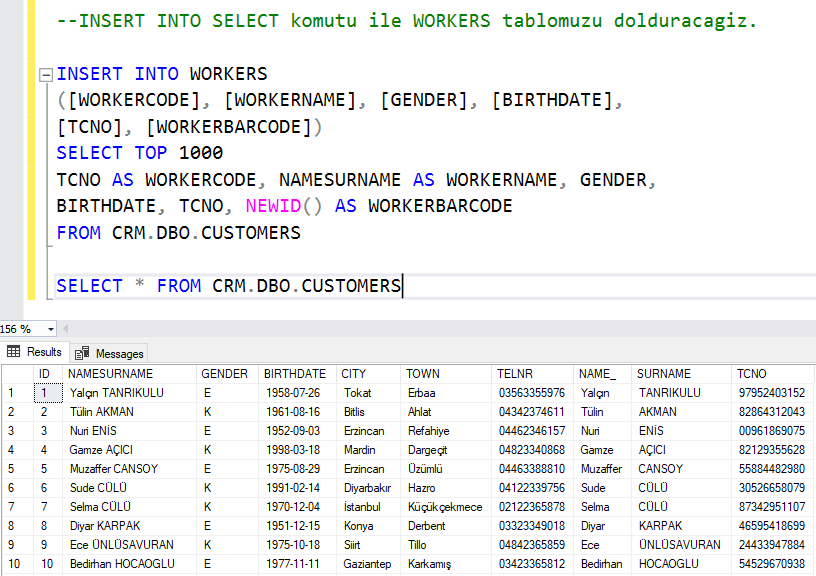 --INSERT INTO SELECT komutu ile WORKERS tablomuzu dolduracagiz.
INSERT INTO WORKERS
([WORKERCODE], [WORKERNAME], [GENDER], [BIRTHDATE],
[TCNO], [WORKERBARCODE])
SELECT TOP 1000
TCNO AS WORKERCODE, NAMESURNAME AS WORKERNAME, GENDER,
BIRTHDATE, TCNO, NEWID() AS WORKERBARCODE
FROM CRM.DBO.CUSTOMERS
SELECT * FROM CRM.DBO.CUSTOMERS
156 %
Results Messages
ID NAMESURNAME GENDER BIRTHDATE CITY TOWN TELNR NAME_ SURNAME TCNO
1 1 Yalçın TANRIKULU E 1958-07-26 Tokat Erbaa 03563355976 Yalçın TANRIKULU 97952403152
2 2 Tülin AKMAN K 1961-08-16 Bitlis Ahlat 04342374611 Tülin AKMAN 82864312043
3 3 Nuri ENİS E 1952-09-03 Erzincan Refahiye 04462346157 Nuri ENİS 00961869075
4 4 Gamze AÇICI K 1998-03-18 Mardin Dargeçit 04823340868 Gamze AÇICI 82129355628
5 5 Muzaffer CANSOY E 1975-08-29 Erzincan Üzümlü 04463388810 Muzaffer CANSOY 55884482980
6 6 Sude CÜLÜ K 1991-02-14 Diyarbakır Hazro 04122339756 Sude CÜLÜ 30526658079
7 7 Selma CÜLÜ K 1970-12-04 İstanbul Küçükçekmece 02122365878 Selma CÜLÜ 87342951107
8 8 Diyar KARPAK E 1951-12-15 Konya Derbent 03323349018 Diyar KARPAK 46595418699
9 9 Ece ÜNLÜSAVURAN K 1975-10-18 Siirt Tillo 04842365859 Ece ÜNLÜSAVURAN 24433947884
10 10 Bedirhan HOCAOGLU E 1977-11-11 Gaziantep Karkamış 03423365812 Bedirhan HOCAOGLU 54529670938